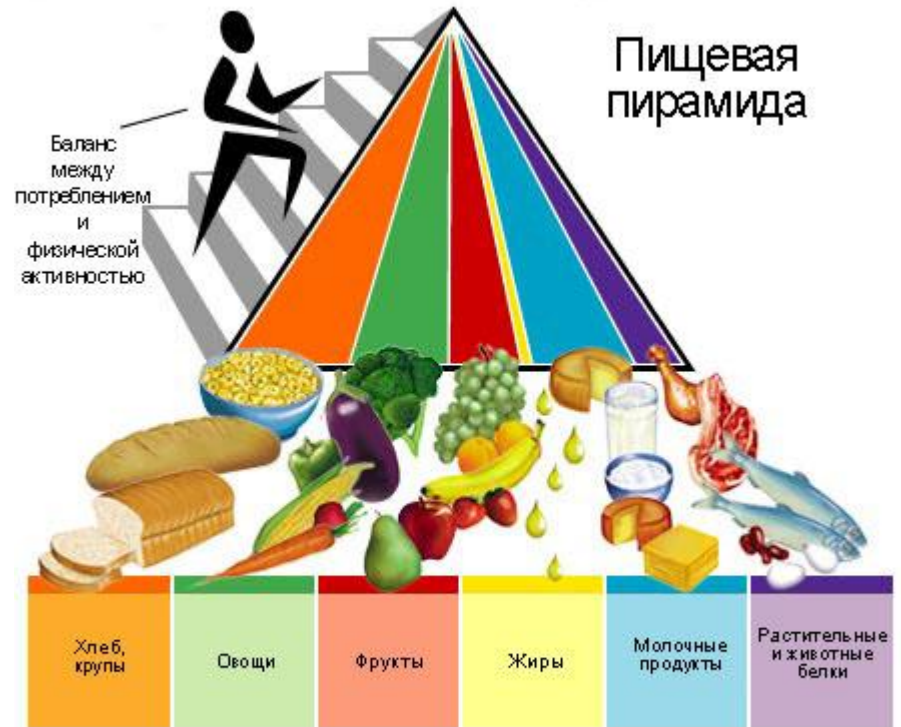 Пищевая
пирамида
Баланс
между
потреблением
и
физической
активностью
Хлеб,
крупы
Овощи
Фрукты
Жиры
Молочные
продукты
Растительные
и животные
белки